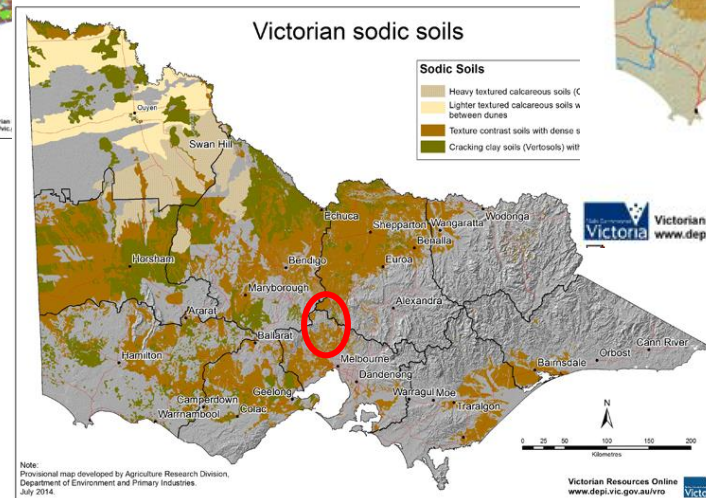 Victorian sodic soils
Sodic Soils
Heavy textured calcareous soils
Lighter textured calcareous soils
between dunes
Texture contrast soils with dense
Cracking clay soils (Vertosols)
Ouyen
Swan Hill
Echuca
Shepparton
Wangaratta
Wodonga
Benalla
Horsham
Bendigo
Euroa
Maryborough
Alexandra
Ararat
Ballarat
Hamilton
Melbourne
Dandenong
Bairnsdale
Orbost
Cann River
Geelong
Camperdown
Colac
Warrnambool
Warragul
Moe
Traralgon
N
0 25 50 100 150 200
Kilometres
Note:
Provisional map developed by Agriculture Research Division,
Department of Environment and Primary Industries.
July 2014.
Victorian Resources Online
www.depi.vic.gov.au/vro
Victoria
Victorian
www.dep